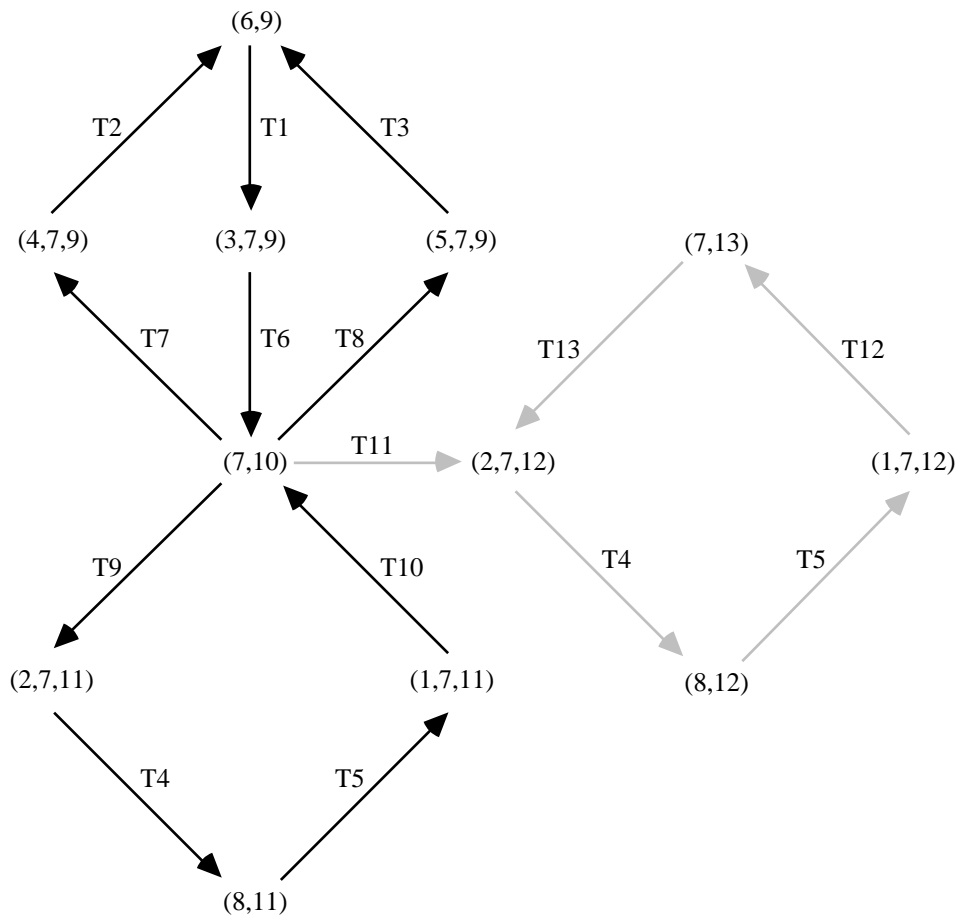 (6,9)
T2
T1
T3
(4,7,9)
(3,7,9)
(5,7,9)
(7,13)
T7
T6
T8
T13
T12
(7,10)
T11
(2,7,12)
(1,7,12)
T9
T10
T4
T5
(2,7,11)
(1,7,11)
(8,12)
T4
T5
(8,11)